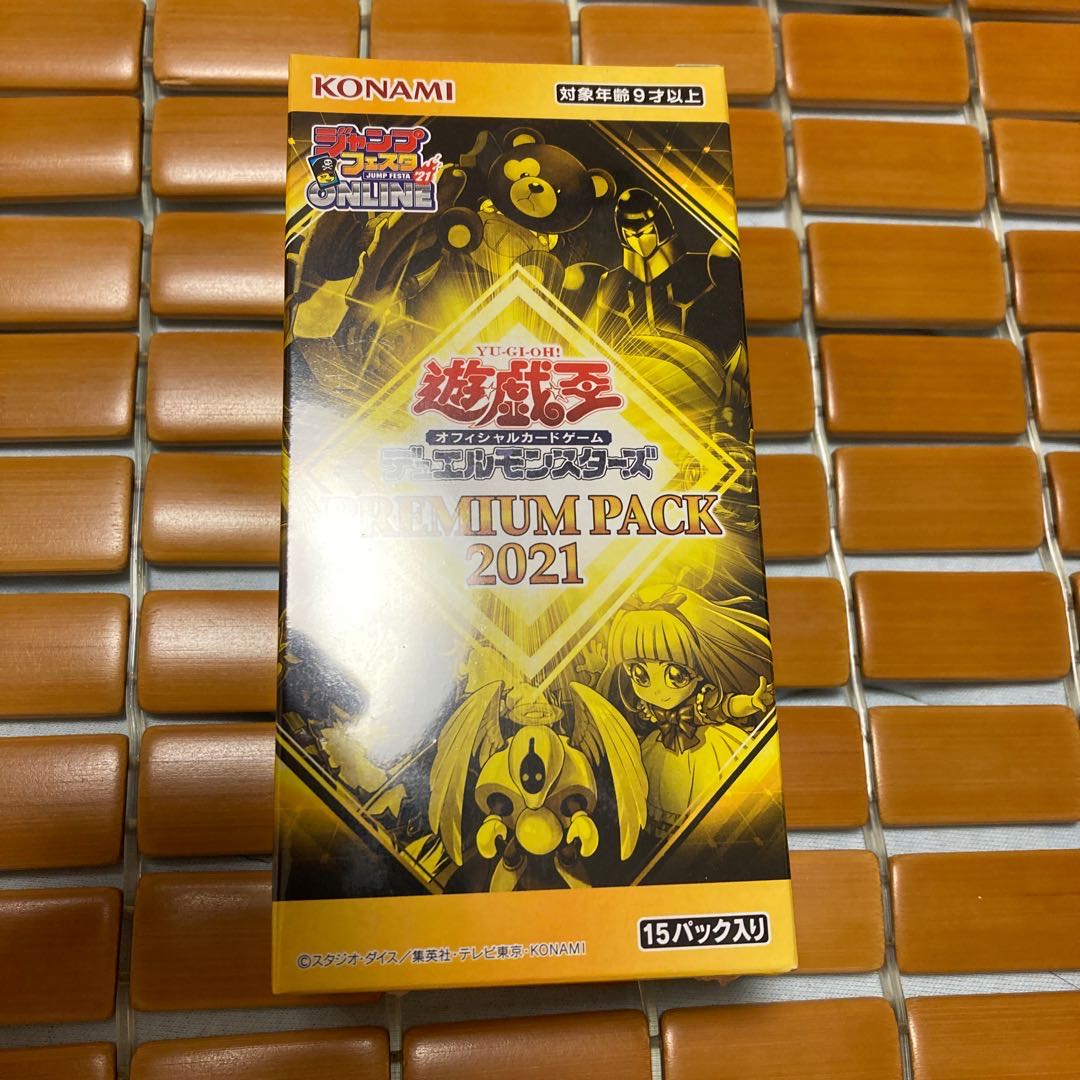 KONAMI
対象年齢9才以上
ジャンプ
フェスタ
JUMP FESTA '21
ONLINE
YU-GI-OH!
遊戯王
オフィシャルカードゲーム
デュエルモンスターズ
PREMIUM PACK
2021
15パック入り
©スタジオ・ダイス/集英社・テレビ東京・KONAMI